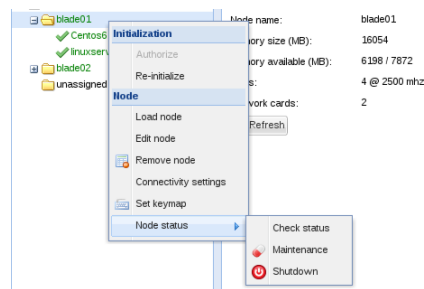 blade01
Centos6
linuxserv
blade02
unassigned
Initialization
Authorize
Re-initialize
Node
Load node
Edit node
Remove node
Connectivity settings
Set keymap
Node status
Check status
Maintenance
Shutdown
Node name: blade01
ory size (MB): 16054
ory available (MB): 6198 / 7872
s: 4 @ 2500 mhz
ork cards: 2
Refresh